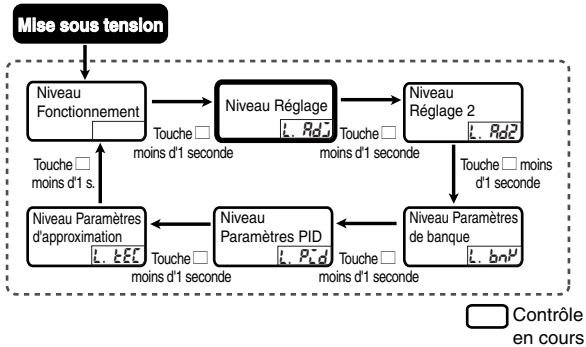 Mise sous tension
Niveau
Fonctionnement
Niveau Réglage
L. AdJ
Niveau
Réglage 2
L. Ad2
Touche □
moins d'1 seconde
Touche □
moins d'1 seconde
Touche □
moins d'1 s.
Touche □ moins
d'1 seconde
Niveau Paramètres
d'approximation
L. tEC
Niveau
Paramètres PID
L. Pid
Niveau Paramètres
de banque
L. bnK
Touche □
moins d'1 seconde
Touche □
moins d'1 seconde
Contrôle
en cours